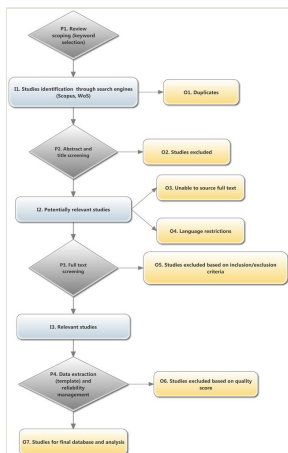 P1. Review
scoping (keyword
selection)
I1. Studies identification through search engines
(Scopus, WoS)
O1. Duplicates
P2. Abstract and
title screening
O2. Studies excluded
O3. Unable to source full text
I2. Potentially relevant studies
O4. Language restrictions
P3. Full text
screening
O5. Studies excluded based on inclusion/exclusion
criteria
I3. Relevant studies
P4. Data extraction
(template) and
reliability
management
O6. Studies excluded based on quality
score
O7. Studies for final database and analysis